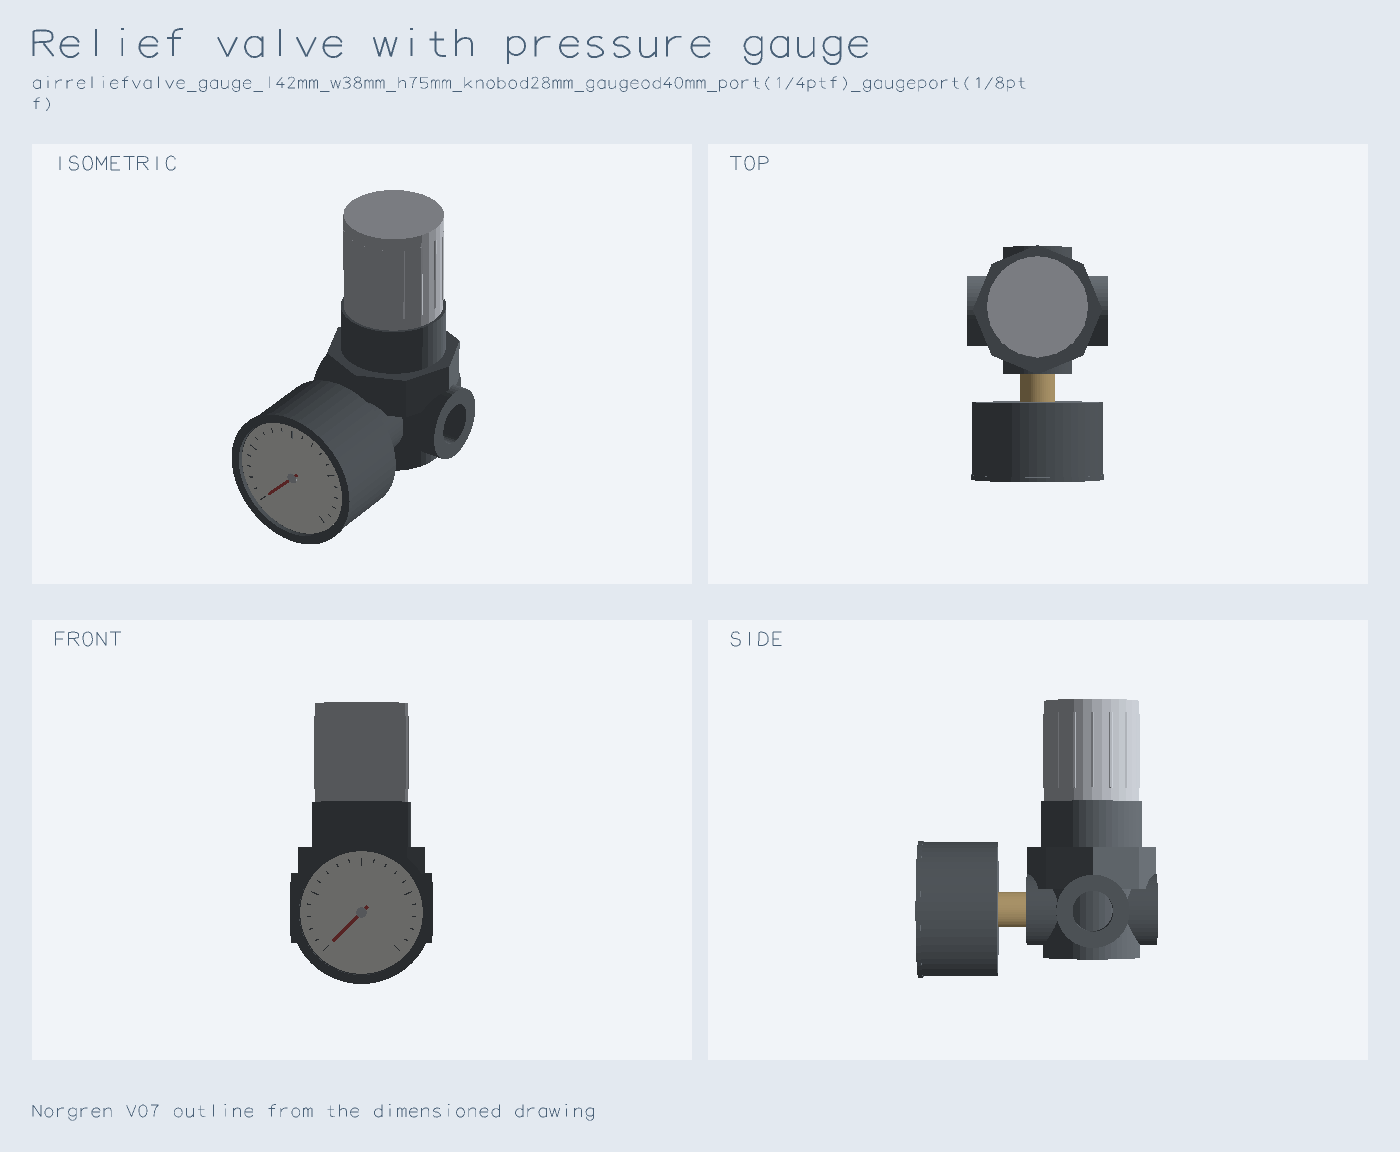 Relief valve with pressure gauge
airreliefvalve_gauge_l42mm_w38mm_h75mm_knobod28mm_gaugeod40mm_port(1/4ptf)_gaugeport(1/8pt
f)
ISOMETRIC
TOP
FRONT
SIDE
Norgren V07 outline from the dimensioned drawing